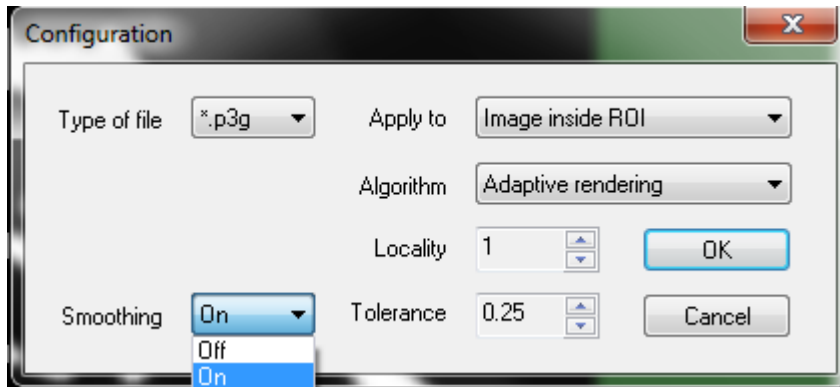 Configuration
Type of file *.p3g Apply to Image inside ROI
Algorithm Adaptive rendering
Locality 1 OK
Smoothing On Tolerance 0.25 Cancel
Off
On